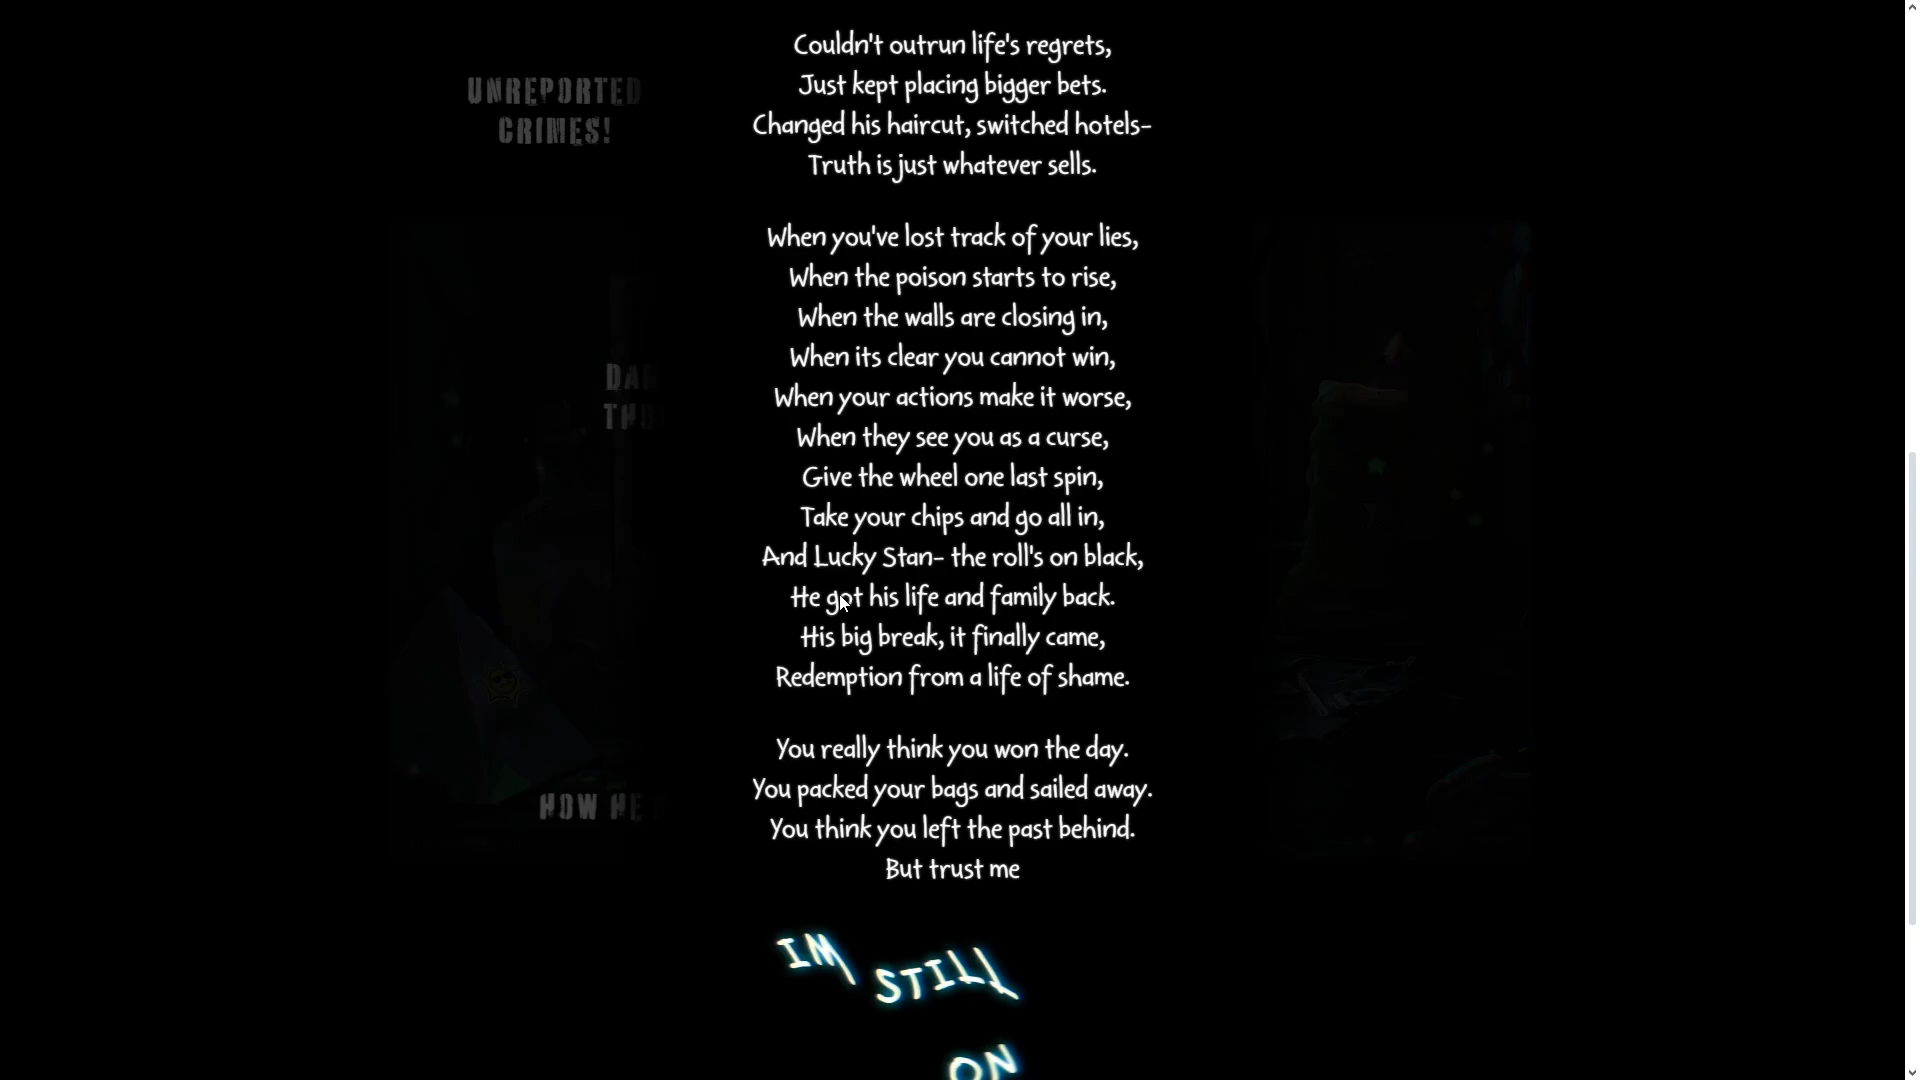 UNREPORTED
CRIMES!
Couldn't outrun life's regrets,
Just kept placing bigger bets.
Changed his haircut, switched hotels-
Truth is just whatever sells.
When you've lost track of your lies,
When the poison starts to rise,
When the walls are closing in,
When its clear you cannot win,
When your actions make it worse,
When they see you as a curse,
Give the wheel one last spin,
Take your chips and go all in,
And Lucky Stan- the roll's on black,
He got his life and family back.
His big break, it finally came,
Redemption from a life of shame.
You really think you won the day.
You packed your bags and sailed away.
You think you left the past behind.
But trust me
IM
STILL
ON
HOW HE